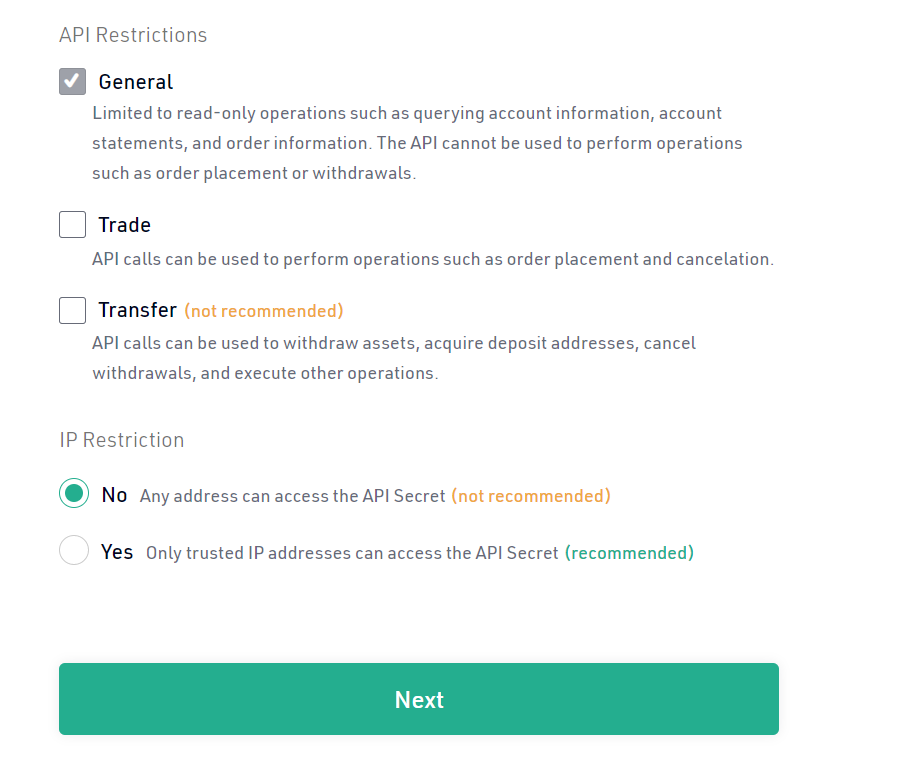 API Restrictions
General
Limited to read-only operations such as querying account information, account
statements, and order information. The API cannot be used to perform operations
such as order placement or withdrawals.
Trade
API calls can be used to perform operations such as order placement and cancelation.
Transfer (not recommended)
API calls can be used to withdraw assets, acquire deposit addresses, cancel
withdrawals, and execute other operations.
IP Restriction
No Any address can access the API Secret (not recommended)
Yes Only trusted IP addresses can access the API Secret (recommended)
Next